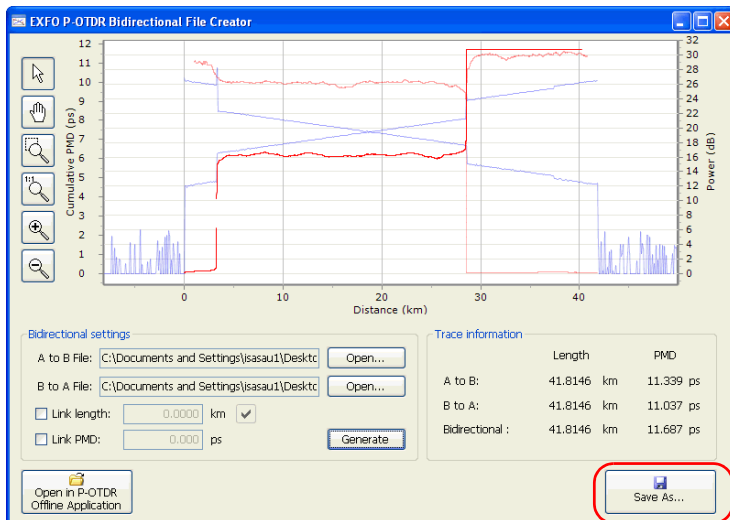 EXFO P-OTDR Bidirectional File Creator
1:1
Cumulative PMD (ps)
12
11
10
9
8
7
6
5
4
3
2
1
0
32
30
28
26
24
22
20
18
16
14
12
10
8
6
4
2
0
Power (dB)
0 10 20 30 40
Distance (km)
Bidirectional settings
A to B File: C:\Documents and Settings\isasau1\Deskto Open...
B to A File: C:\Documents and Settings\isasau1\Deskto Open...
Link length: 0.0000 km
Link PMD: 0.000 ps Generate
Trace information
Length PMD
A to B: 41.8146 km 11.339 ps
B to A: 41.8146 km 11.037 ps
Bidirectional : 41.8146 km 11.687 ps
Open in P-OTDR
Offline Application
Save As...